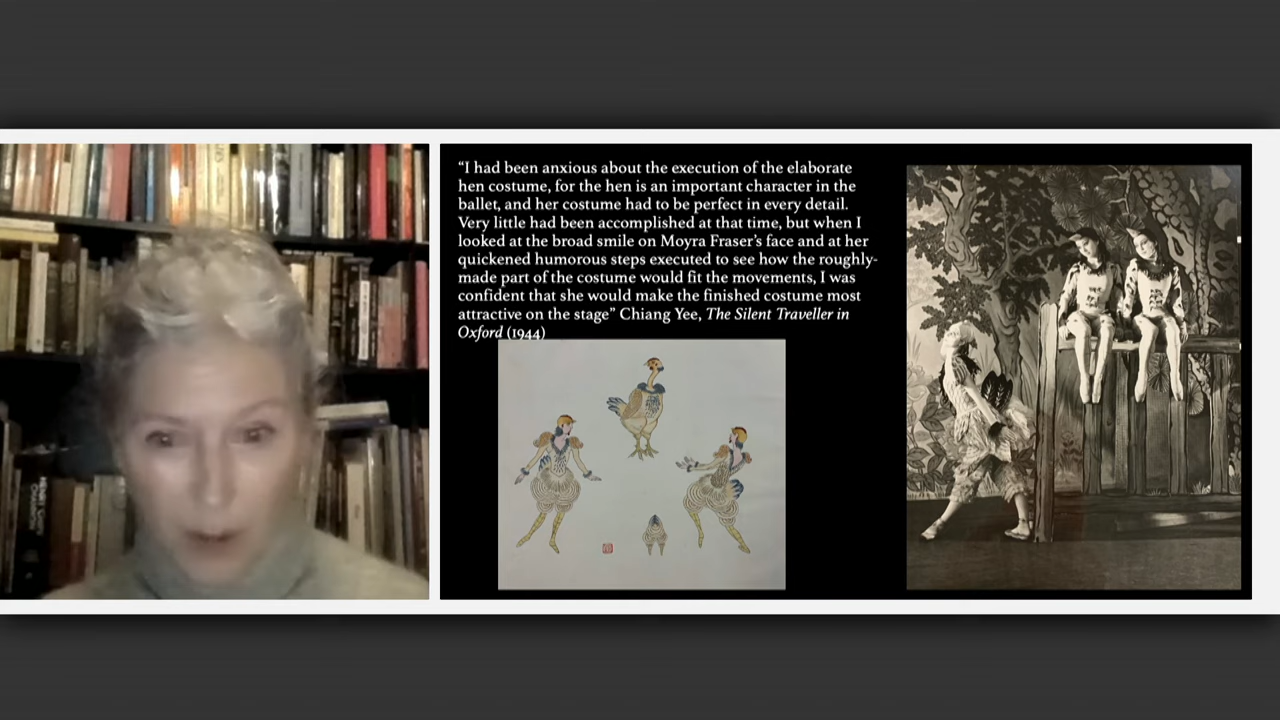 “I had been anxious about the execution of the elaborate
hen costume, for the hen is an important character in the
ballet, and her costume had to be perfect in every detail.
Very little had been accomplished at that time, but when I
looked at the broad smile on Moyra Fraser’s face and at her
quickened humorous steps executed to see how the roughly-
made part of the costume would fit the movements, I was
confident that she would make the finished costume most
attractive on the stage” Chiang Yee, The Silent Traveller in
Oxford (1944)